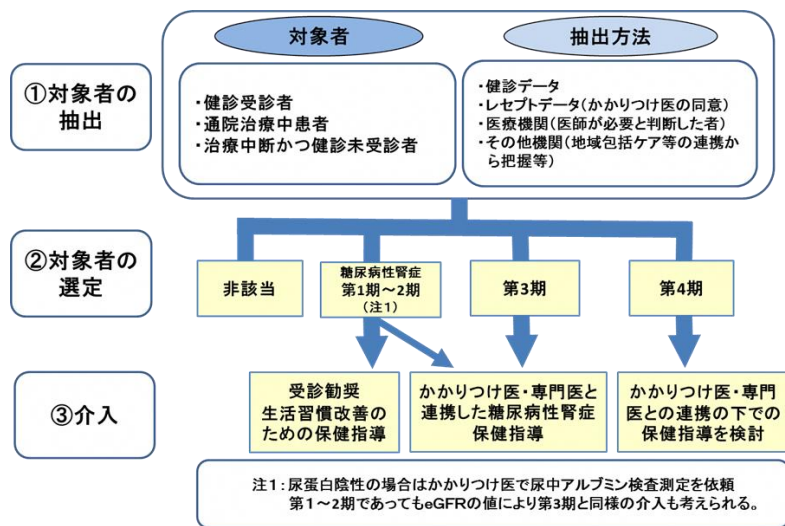 対象者
抽出方法
①対象者の
抽出
・健診受診者
・通院治療中患者
・治療中断かつ健診未受診者
・健診データ
・レセプトデータ(かかりつけ医の同意)
・医療機関(医師が必要と判断した者)
・その他機関(地域包括ケア等の連携か
ら把握等)
②対象者の
選定
非該当
糖尿病性腎症
第1期～2期
(注1)
第3期
第4期
③介入
受診勧奨
生活習慣改善の
ための保健指導
かかりつけ医・専門医と
連携した糖尿病性腎症
保健指導
かかりつけ医・専門
医との連携の下での
保健指導を検討
注1：尿蛋白陰性の場合はかかりつけ医で尿中アルブミン検査測定を依頼
第1～2期であってもeGFRの値により第3期と同様の介入も考えられる。